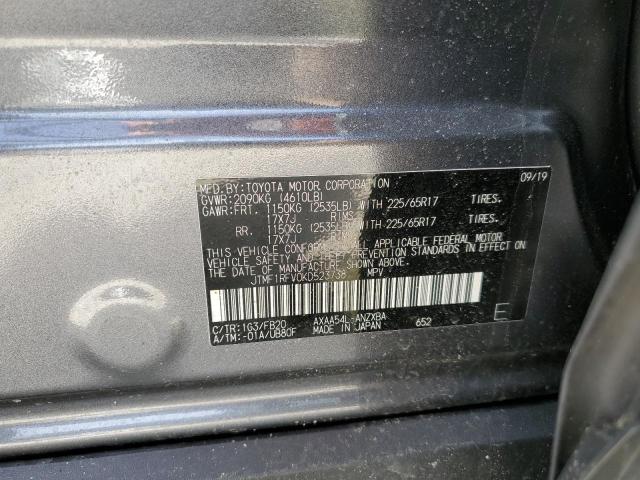 MFD. BY: TOYOTA MOTOR CORPORATION 09/19
GVWR: 2090KG (4610LB)
GAWR: FRT. 1150KG (2535LB) WITH 225/65R17 TIRES.
17X7J RIMS
RR. 1150KG (2535LB) WITH 225/65R17 TIRES.
17X7J
THIS VEHICLE CONFORMS ALL APPLICABLE FEDERAL MOTOR
VEHICLE SAFETY AND THEFT PREVENTION STANDARDS IN EFFECT ON
THE DATE OF MANUFACTURE
JTMF1RFV0KD523738 MPV
C/TR: 1G3/FB20 AXAA54L-ANZXBA E
A/TM: -01A/UB80F MADE IN JAPAN 652